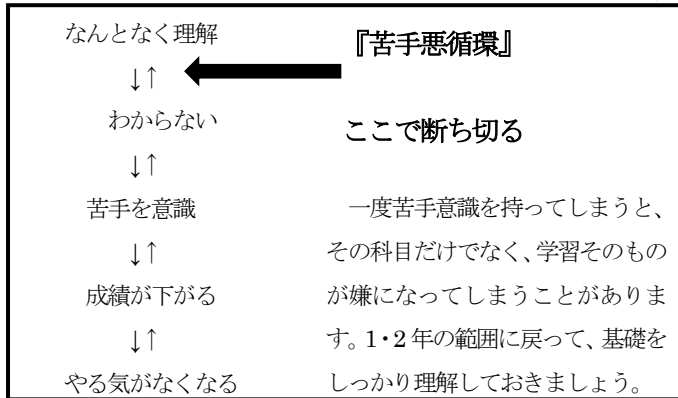 なんとなく理解
↓↑
わからない
↓↑
苦手を意識
↓↑
成績が下がる
↓↑
やる気がなくなる
『苦手悪循環』
ここで断ち切る
一度苦手意識を持ってしまうと、
その科目だけでなく、学習そのもの
が嫌になってしまうことがありま
す。1・2 年の範囲に戻って、基礎を
しっかり理解しておきましょう。